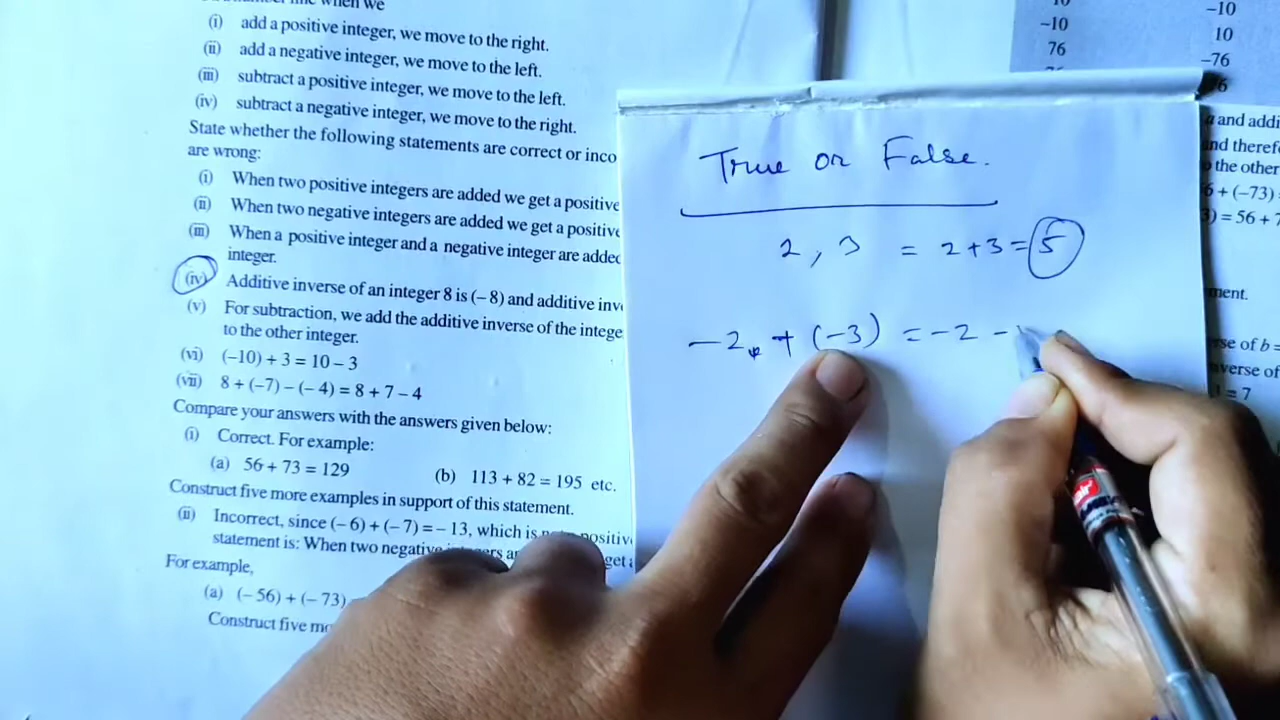 when we
(i) add a positive integer, we move to the right.
(ii) add a negative integer, we move to the left.
(iii) subtract a positive integer, we move to the left.
(iv) subtract a negative integer, we move to the right.
State whether the following statements are correct or inco
are wrong:
(i) When two positive integers are added we get a positive
(ii) When two negative integers are added we get a positive
(iii) When a positive integer and a negative integer are added
integer.
(iv) Additive inverse of an integer 8 is (– 8) and additive inv
(v) For subtraction, we add the additive inverse of the intege
to the other integer.
(vi) (–10) + 3 = 10 – 3
(vii) 8 + (–7) – (– 4) = 8 + 7 – 4
Compare your answers with the answers given below:
(i) Correct. For example:
(a) 56 + 73 = 129 (b) 113 + 82 = 195 etc.
Construct five more examples in support of this statement.
(ii) Incorrect, since (– 6) + (– 7) = – 13, which is positiv
statement is: When two negative get a
For example,
(a) (– 56) + (– 73)
Construct five mo
True or False.
2 , 3 = 2+3 = 5
-2 + (-3) = -2 -
–10 –10
76 10
–76
and addi
the other
+ (–73)
= 56 + 7
ment.
rse of b =
verse of
= 7